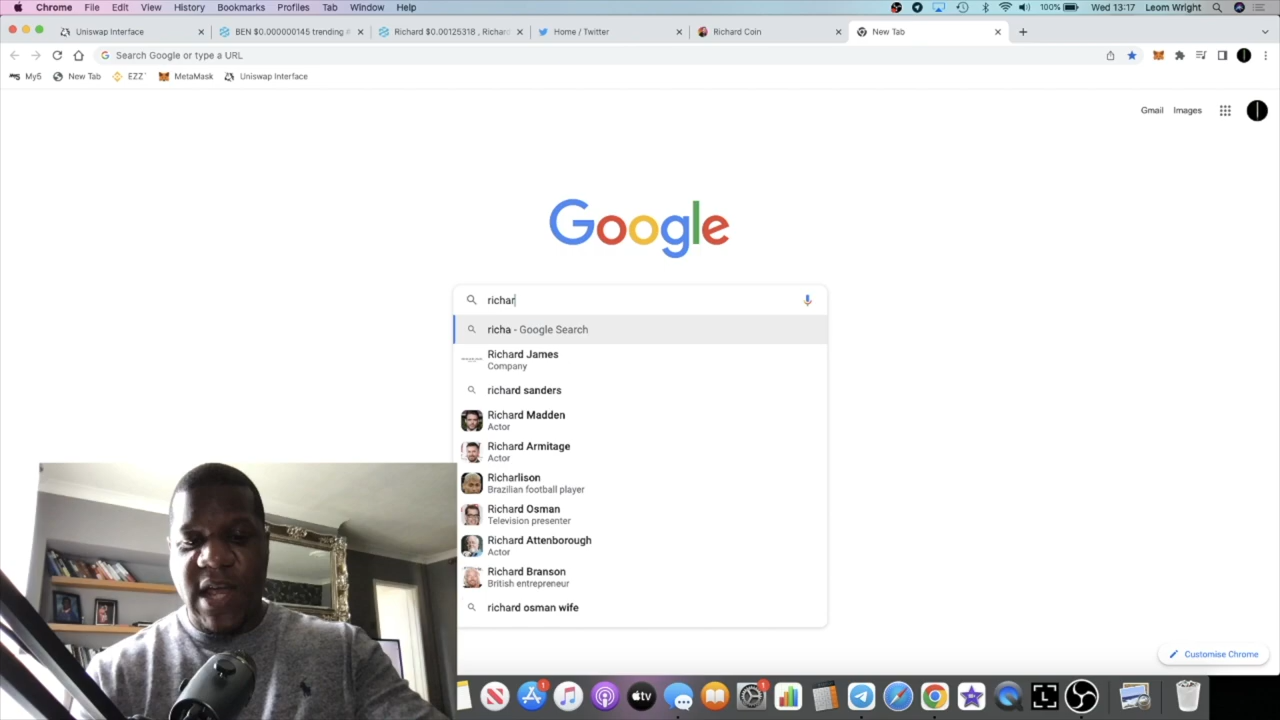 Chrome File Edit View History Bookmarks Profiles Tab Window Help 100% Wed 13:17 Leom Wright
Uniswap Interface
BEN $0.000000145 trending
Richard $0.00125318 , Richar
Home / Twitter
Richard Coin
New Tab
Search Google or type a URL
My5 New Tab EZZ MetaMask Uniswap Interface
Gmail Images
Google
richar
richa - Google Search
Richard James
Company
richard sanders
Richard Madden
Actor
Richard Armitage
Actor
Richarlison
Brazilian football player
Richard Osman
Television presenter
Richard Attenborough
Actor
Richard Branson
British entrepreneur
richard osman wife
Customise Chrome
tv